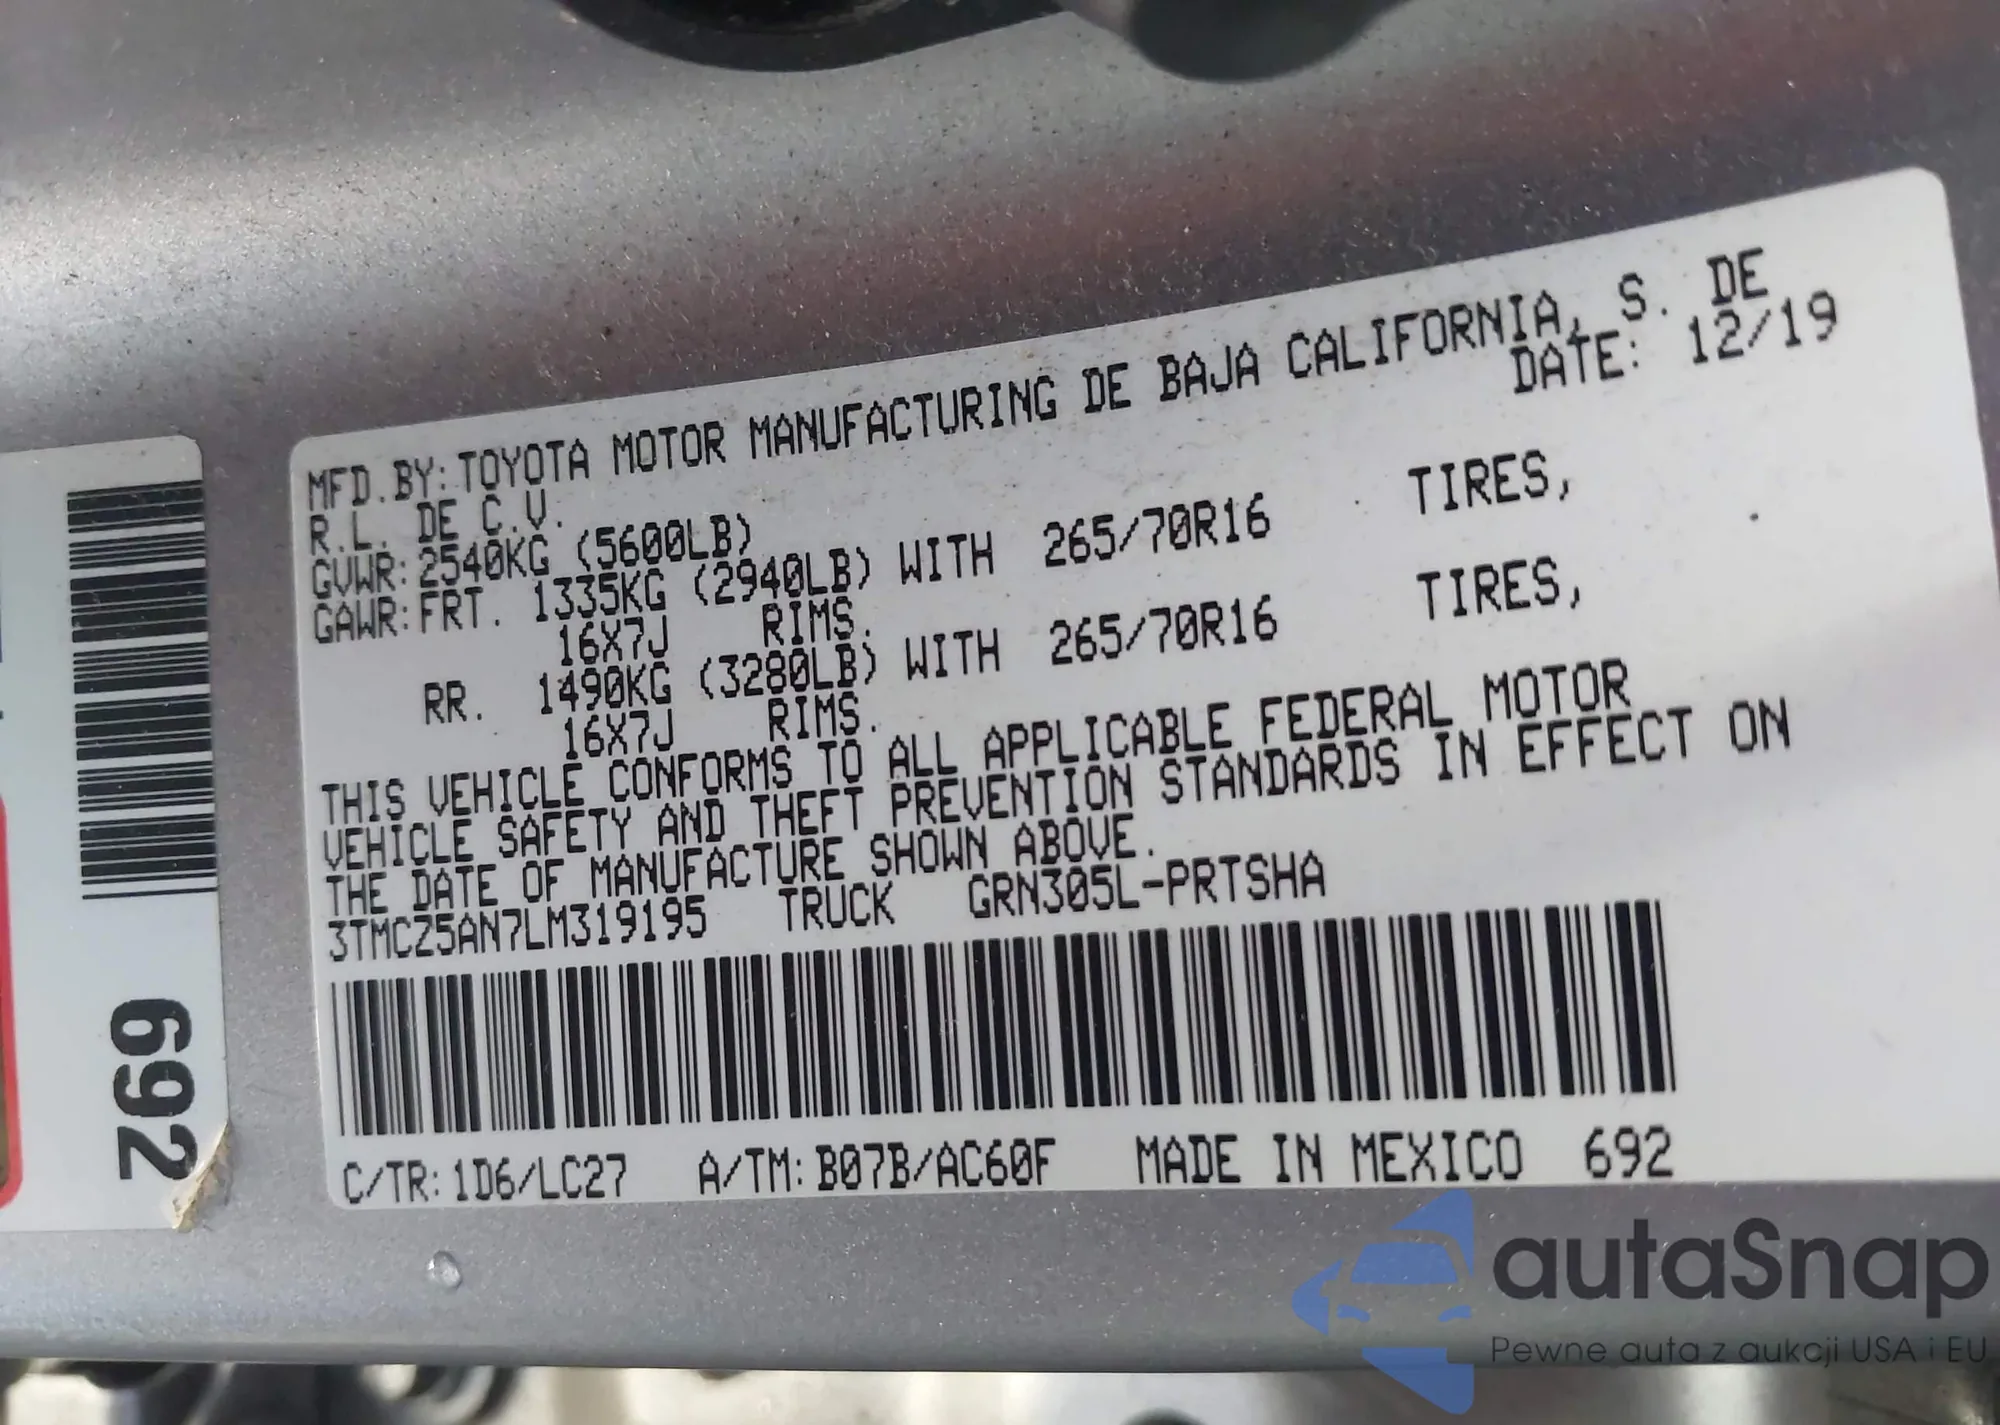 MFD.BY:TOYOTA MOTOR MANUFACTURING DE BAJA CALIFORNIA, S. DE
R.L. DE C.V. DATE: 12/19
GVWR:2540KG (5600LB)
GAWR:FRT. 1335KG (2940LB) WITH 265/70R16 TIRES,
16X7J RIMS.
RR. 1490KG (3280LB) WITH 265/70R16 TIRES,
16X7J RIMS.
THIS VEHICLE CONFORMS TO ALL APPLICABLE FEDERAL MOTOR
VEHICLE SAFETY AND THEFT PREVENTION STANDARDS IN EFFECT ON
THE DATE OF MANUFACTURE SHOWN ABOVE.
3TMCZ5AN7LM319195 TRUCK GRN305L-PRTSHA
C/TR:1D6/LC27 A/TM:B07B/AC60F MADE IN MEXICO 692
692
autaSnap
Pewne auta z aukcji USA i EU